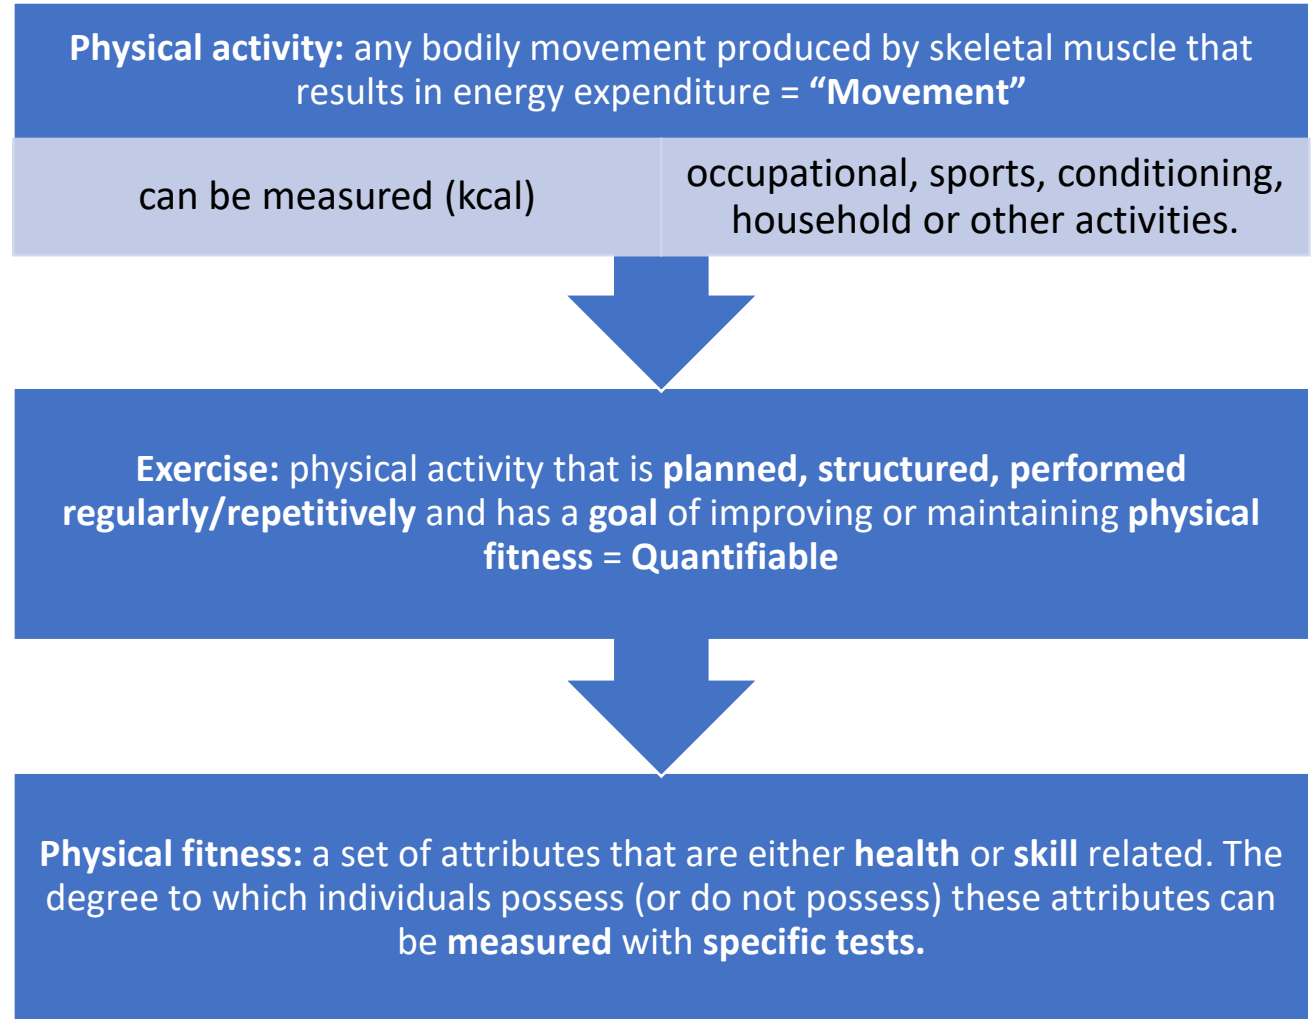 Physical activity: any bodily movement produced by skeletal muscle that
results in energy expenditure = “Movement”
can be measured (kcal)
occupational, sports, conditioning,
household or other activities.
Exercise: physical activity that is planned, structured, performed
regularly/repetitively and has a goal of improving or maintaining physical
fitness = Quantifiable
Physical fitness: a set of attributes that are either health or skill related. The
degree to which individuals possess (or do not possess) these attributes can
be measured with specific tests.